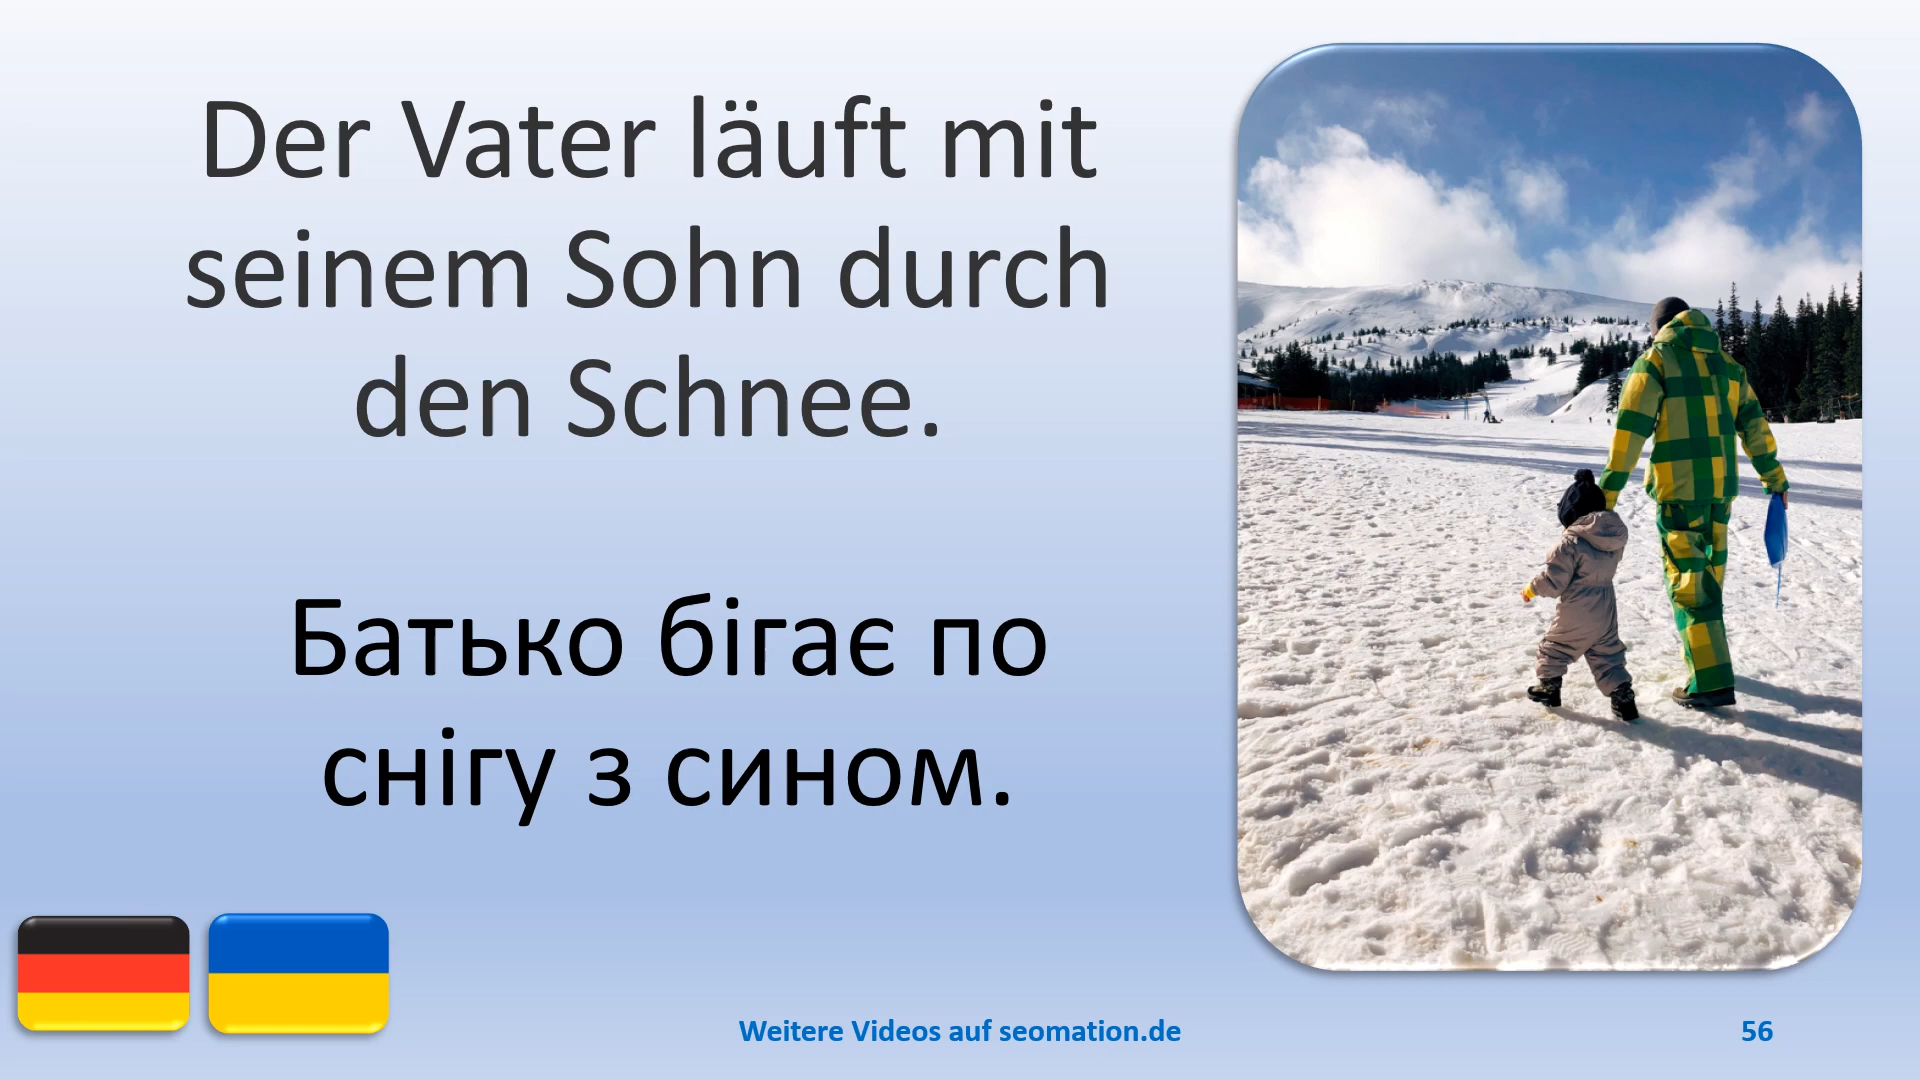 Der Vater läuft mit
seinem Sohn durch
den Schnee.
Батько бігає по
снігу з сином.
Weitere Videos auf seomation.de
56